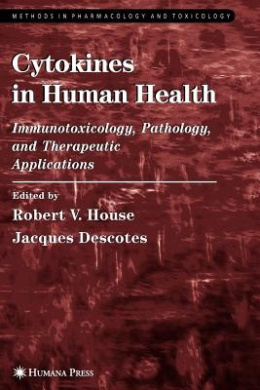 METHODS IN PHARMACOLOGY AND TOXICOLOGY
Cytokines
in Human Health
Immunotoxicology, Pathology,
and Therapeutic
Applications
Edited by
Robert V. House
Jacques Descotes
HUMANA PRESS